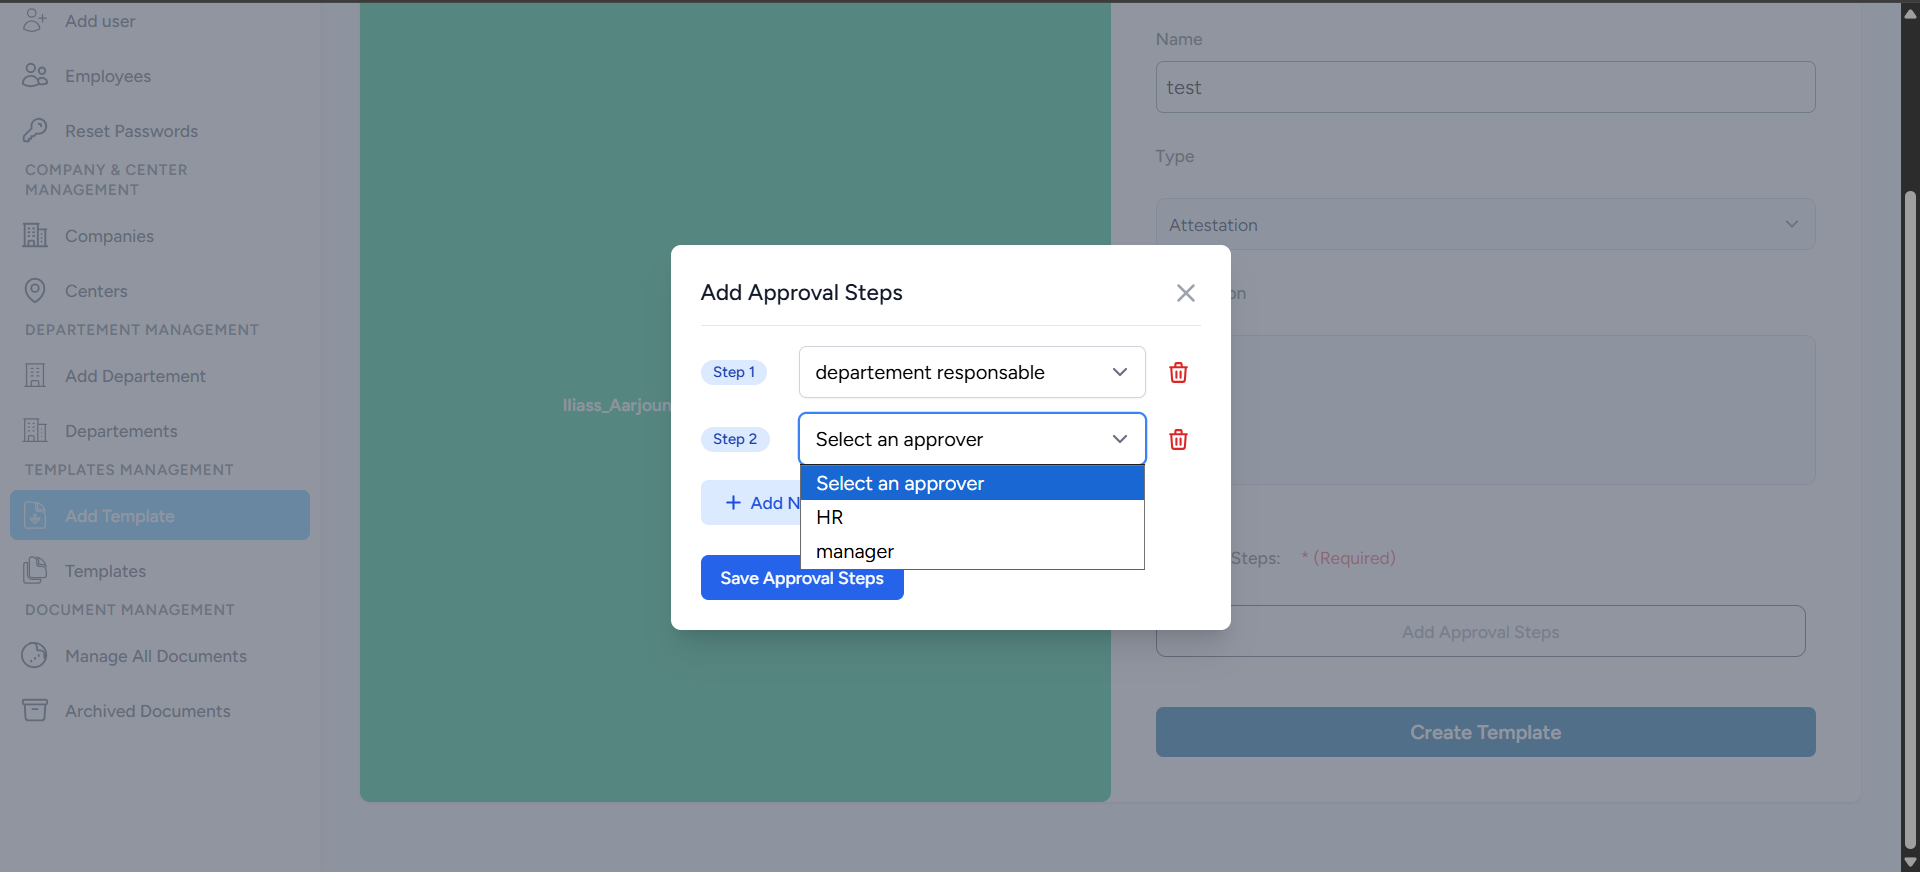 Add user
Employees
Reset Passwords
COMPANY & CENTER
MANAGEMENT
Companies
Centers
DEPARTEMENT MANAGEMENT
Add Departement
Departements
TEMPLATES MANAGEMENT
Add Template
Templates
DOCUMENT MANAGEMENT
Manage All Documents
Archived Documents
Iliass_Aarjoun
Name
test
Type
Attestation
on
Steps: * (Required)
Add Approval Steps
Create Template
Add Approval Steps
Step 1 departement responsable
Step 2 Select an approver
Select an approver
HR
manager
+ Add N
Save Approval Steps